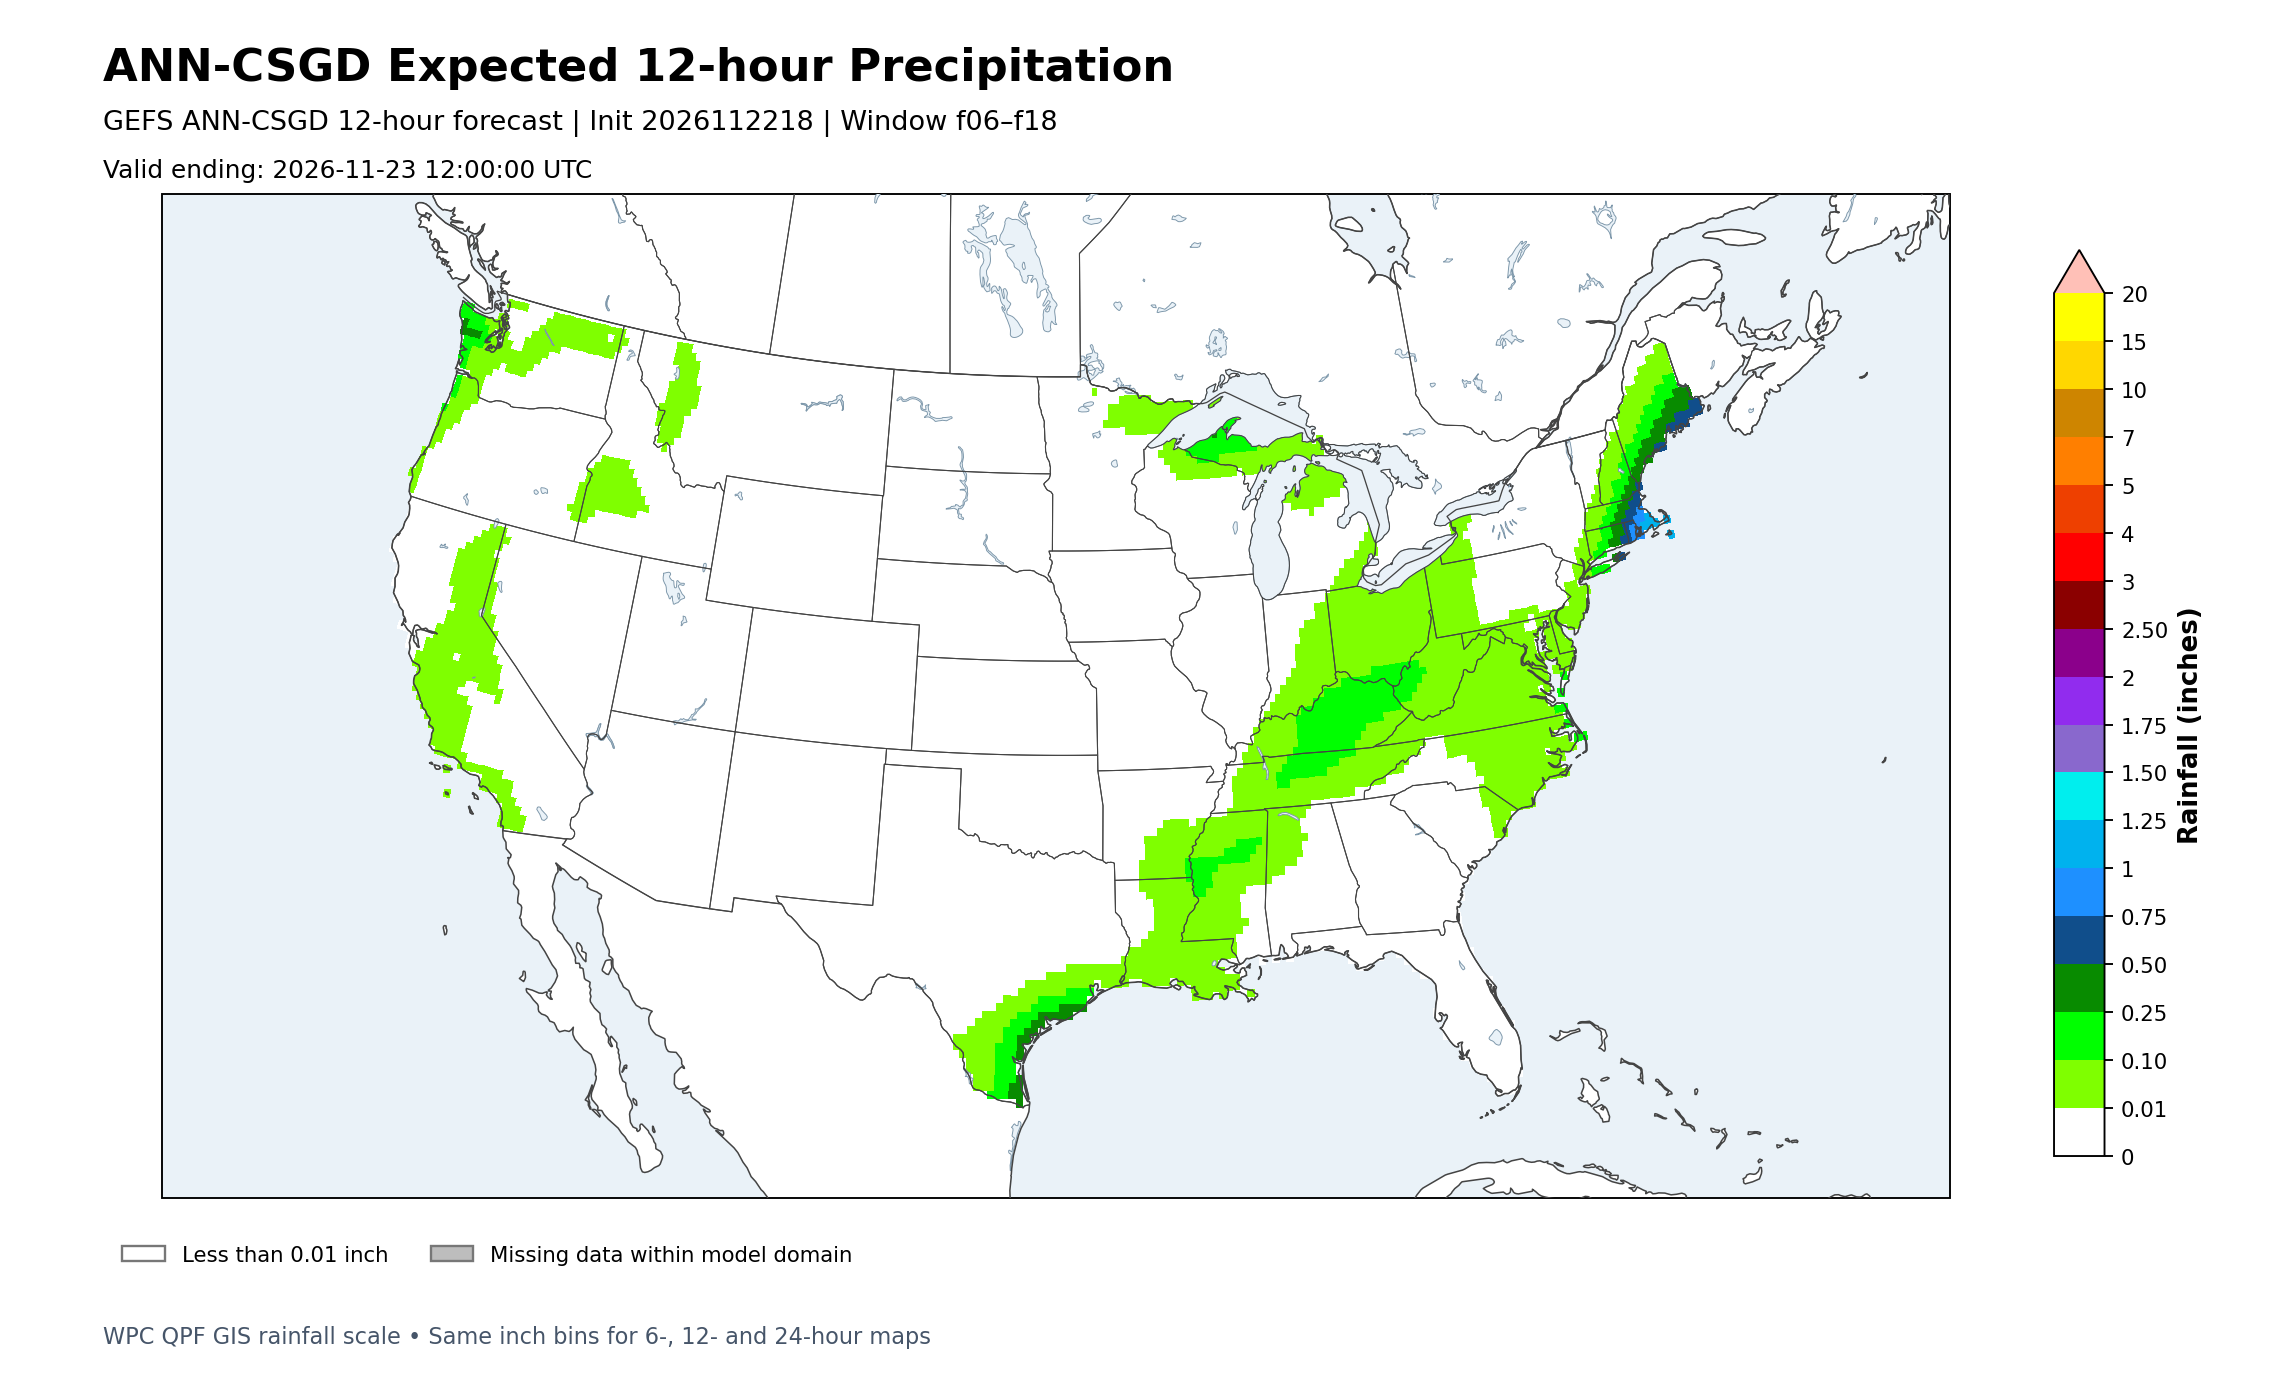 ANN-CSGD Expected 12-hour Precipitation
GEFS ANN-CSGD 12-hour forecast | Init 2026112218 | Window f06–f18
Valid ending: 2026-11-23 12:00:00 UTC
20
15
10
7
5
4
3
2.50
2
1.75
1.50
1.25
1
0.75
0.50
0.25
0.10
0.01
0
Rainfall (inches)
Less than 0.01 inch
Missing data within model domain
WPC QPF GIS rainfall scale • Same inch bins for 6-, 12- and 24-hour maps